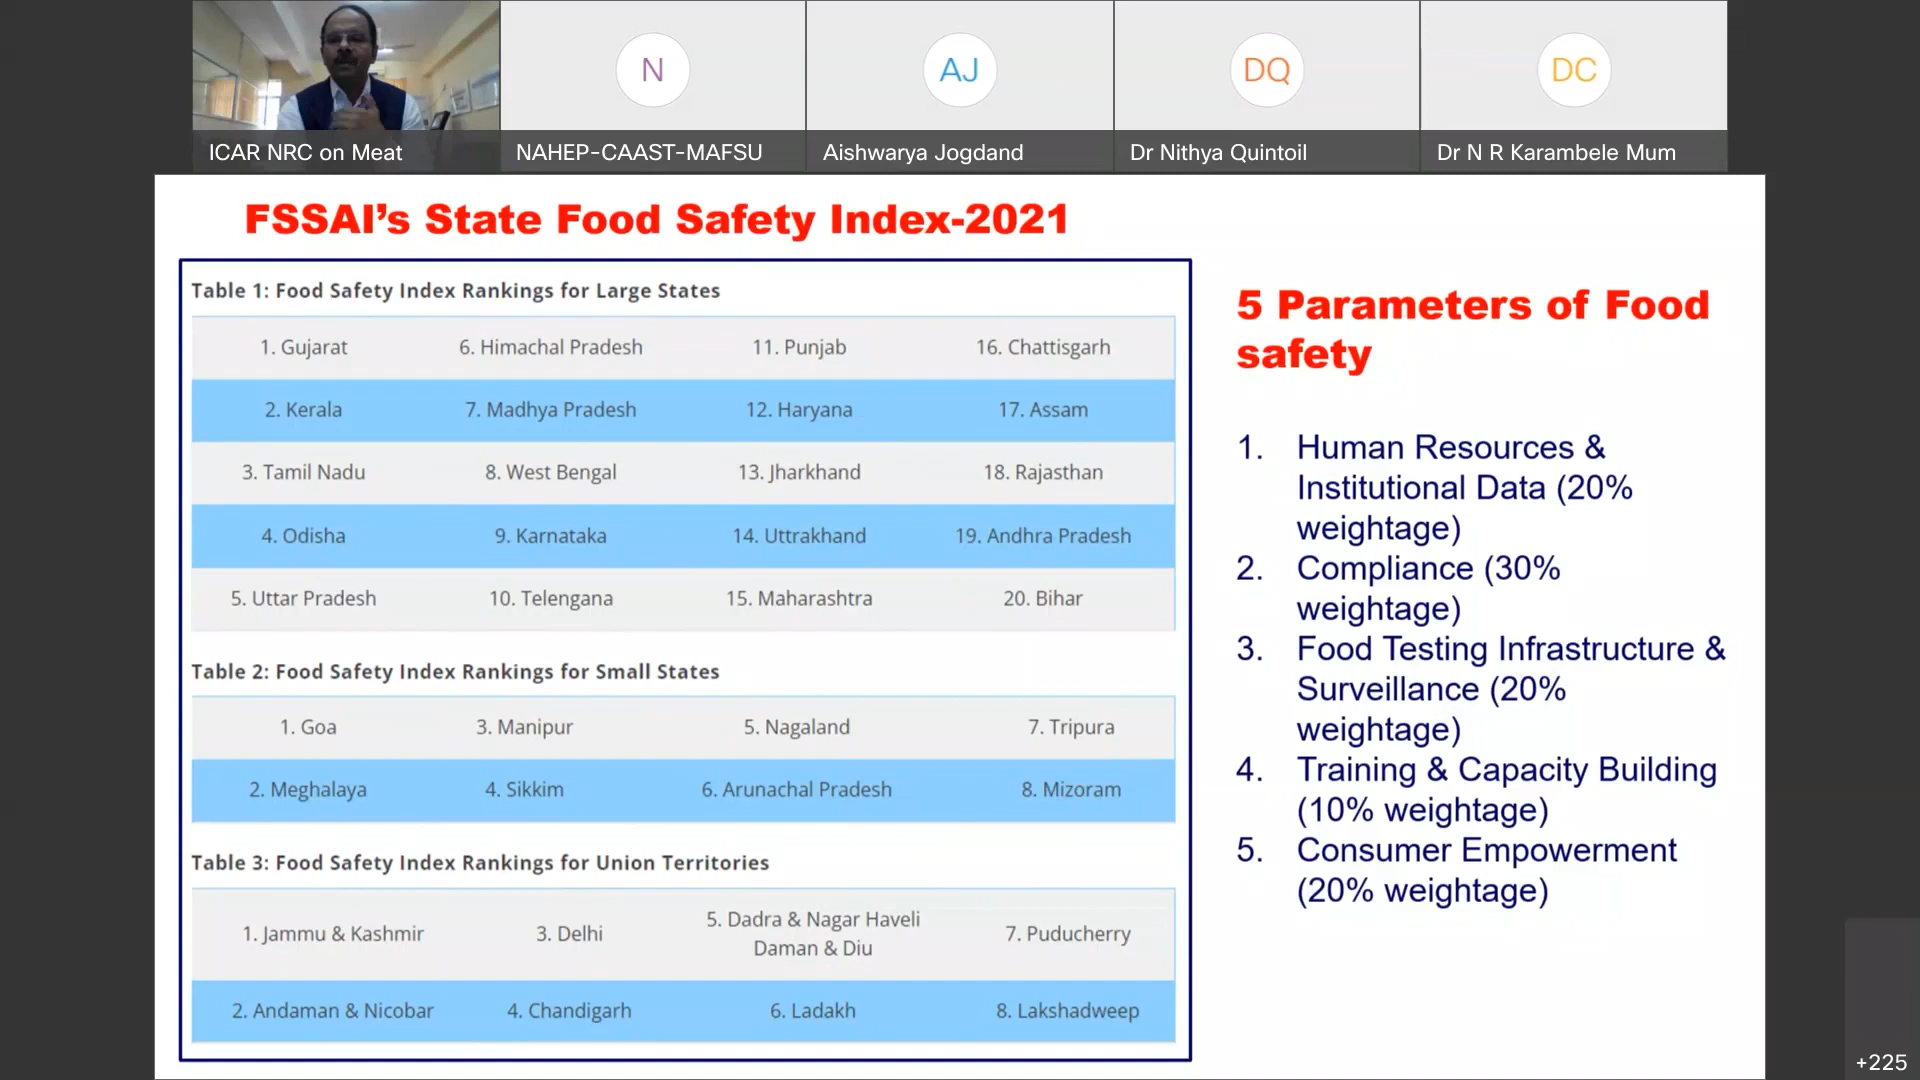 N
AJ
DQ
DC
ICAR NRC on Meat
NAHEP-CAAST-MAFSU
Aishwarya Jogdand
Dr Nithya Quintoil
Dr N R Karambele Mum
FSSAI’s State Food Safety Index-2021
Table 1: Food Safety Index Rankings for Large States
1. Gujarat 6. Himachal Pradesh 11. Punjab 16. Chattisgarh
2. Kerala 7. Madhya Pradesh 12. Haryana 17. Assam
3. Tamil Nadu 8. West Bengal 13. Jharkhand 18. Rajasthan
4. Odisha 9. Karnataka 14. Uttrakhand 19. Andhra Pradesh
5. Uttar Pradesh 10. Telengana 15. Maharashtra 20. Bihar
Table 2: Food Safety Index Rankings for Small States
1. Goa 3. Manipur 5. Nagaland 7. Tripura
2. Meghalaya 4. Sikkim 6. Arunachal Pradesh 8. Mizoram
Table 3: Food Safety Index Rankings for Union Territories
1. Jammu & Kashmir 3. Delhi 5. Dadra & Nagar Haveli
Daman & Diu 7. Puducherry
2. Andaman & Nicobar 4. Chandigarh 6. Ladakh 8. Lakshadweep
5 Parameters of Food
safety
1. Human Resources &
Institutional Data (20%
weightage)
2. Compliance (30%
weightage)
3. Food Testing Infrastructure &
Surveillance (20%
weightage)
4. Training & Capacity Building
(10% weightage)
5. Consumer Empowerment
(20% weightage)
+225